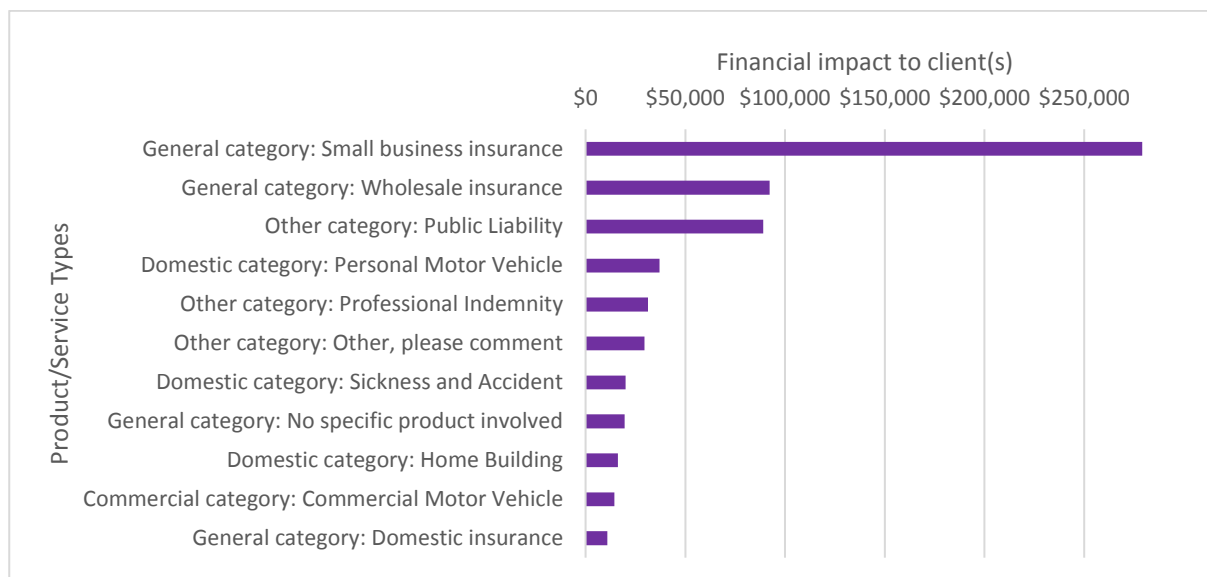 Financial impact to client(s)
$0 $50,000 $100,000 $150,000 $200,000 $250,000
Product/Service Types
General category: Small business insurance
General category: Wholesale insurance
Other category: Public Liability
Domestic category: Personal Motor Vehicle
Other category: Professional Indemnity
Other category: Other, please comment
Domestic category: Sickness and Accident
General category: No specific product involved
Domestic category: Home Building
Commercial category: Commercial Motor Vehicle
General category: Domestic insurance